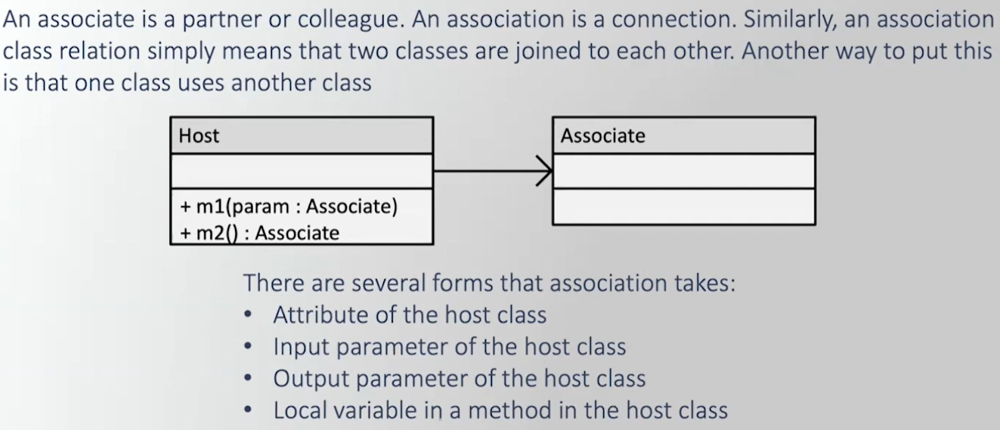 An associate is a partner or colleague. An association is a connection. Similarly, an association
class relation simply means that two classes are joined to each other. Another way to put this
is that one class uses another class
Host
+ m1(param : Associate)
+ m2() : Associate
Associate
There are several forms that association takes:
• Attribute of the host class
• Input parameter of the host class
• Output parameter of the host class
• Local variable in a method in the host class